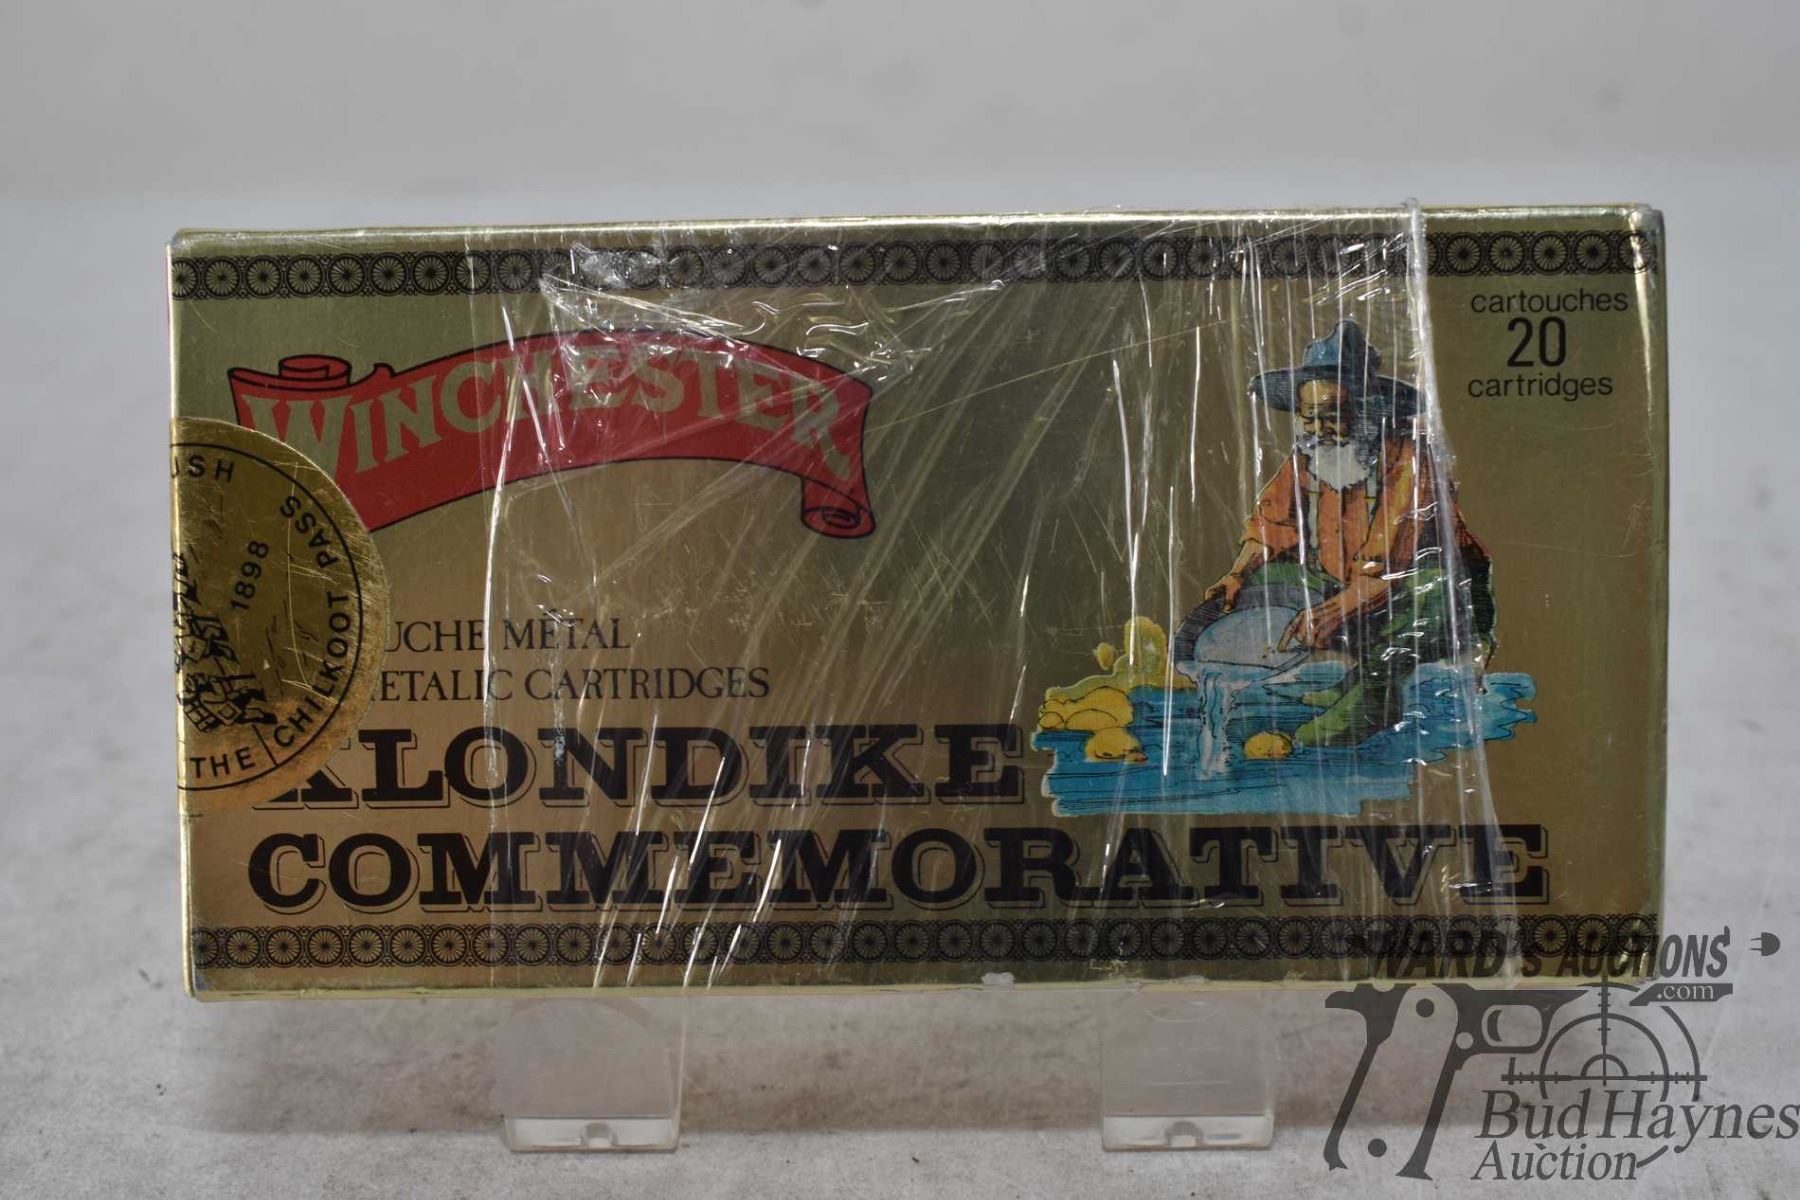 cartouches
20
cartridges
WINCHESTER
USH
PASS
1898
CHILKOOT
THE
UCHE MÉTAL
ETALIC CARTRIDGES
KLONDIKE
COMMEMORATIVE
WARD's AUCTIONS
.com
Bud Haynes
Auction